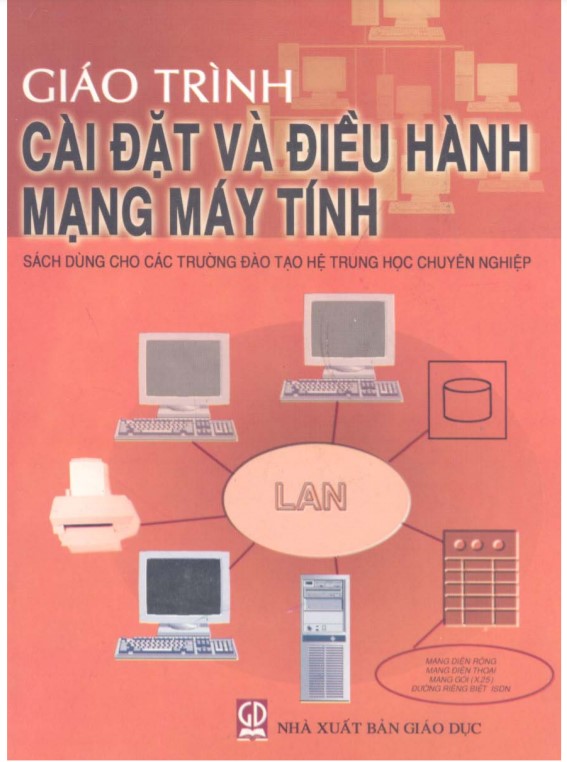 GIÁO TRÌNH
CÀI ĐẶT VÀ ĐIỀU HÀNH
MẠNG MÁY TÍNH
SÁCH DÙNG CHO CÁC TRƯỜNG ĐÀO TẠO HỆ TRUNG HỌC CHUYÊN NGHIỆP
LAN
MẠNG DIỆN RỘNG
MẠNG ĐIỆN THOẠI
MẠNG GÓI (X.25)
ĐƯỜNG RIÊNG BIỆT ISDN
GD
NHÀ XUẤT BẢN GIÁO DỤC